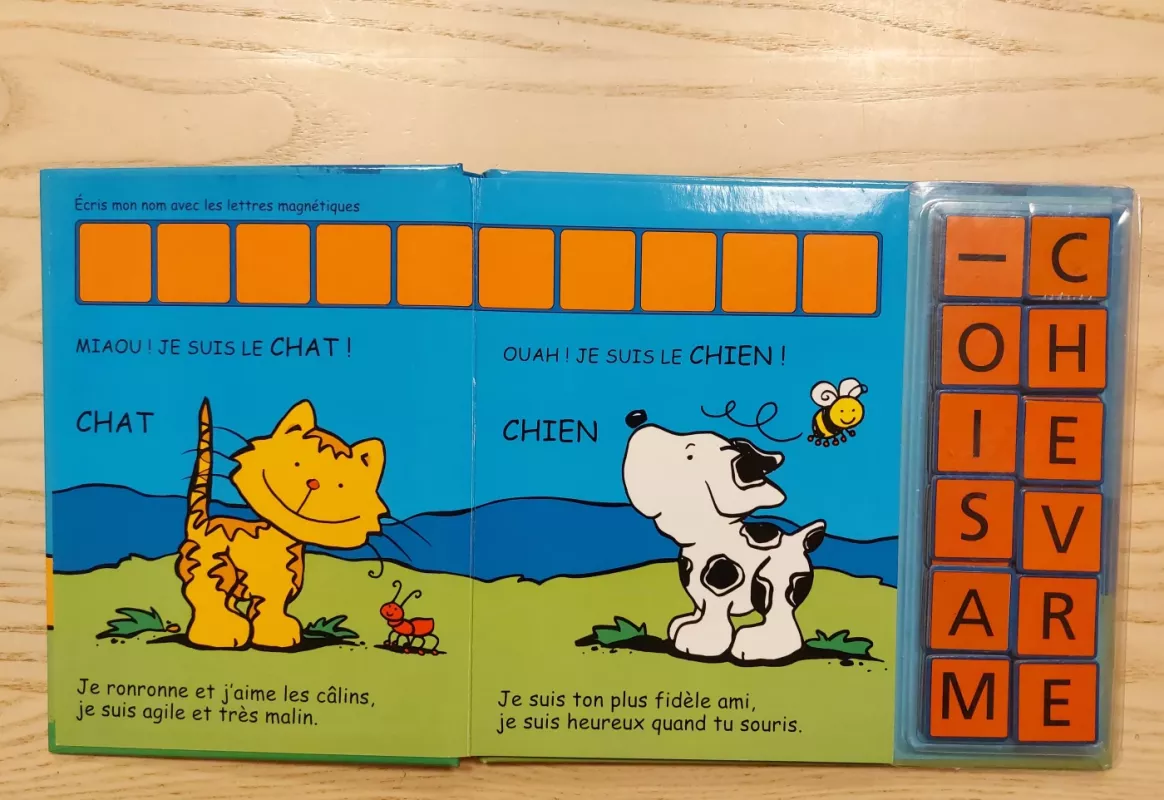 Écris mon nom avec les lettres magnétiques
MIAOU ! JE SUIS LE CHAT !
CHAT
Je ronronne et j'aime les câlins,
je suis agile et très malin.
OUAH ! JE SUIS LE CHIEN !
CHIEN
Je suis ton plus fidèle ami,
je suis heureux quand tu souris.
I C
O H
I E
S V
A R
M E